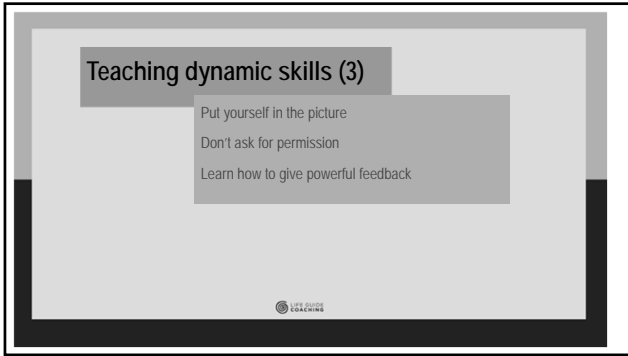 Teaching dynamic skills (3)
Put yourself in the picture
Don't ask for permission
Learn how to give powerful feedback
LIFE GUIDE
COACHING